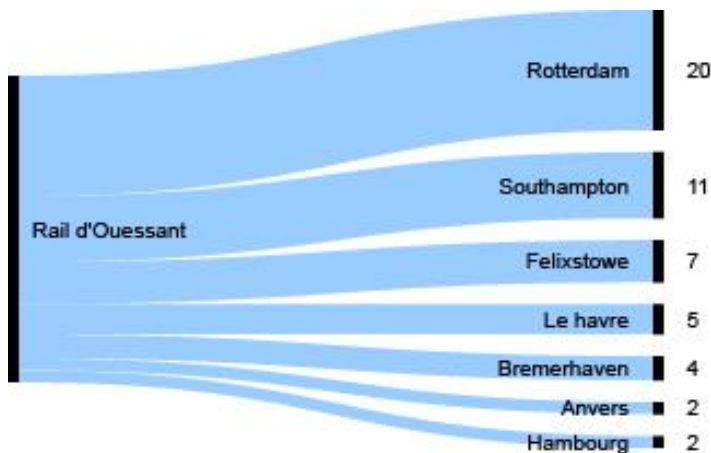 Rotterdam 20
Southampton 11
Rail d'Ouessant
Felixstowe 7
Le havre 5
Bremerhaven 4
Anvers 2
Hambourg 2